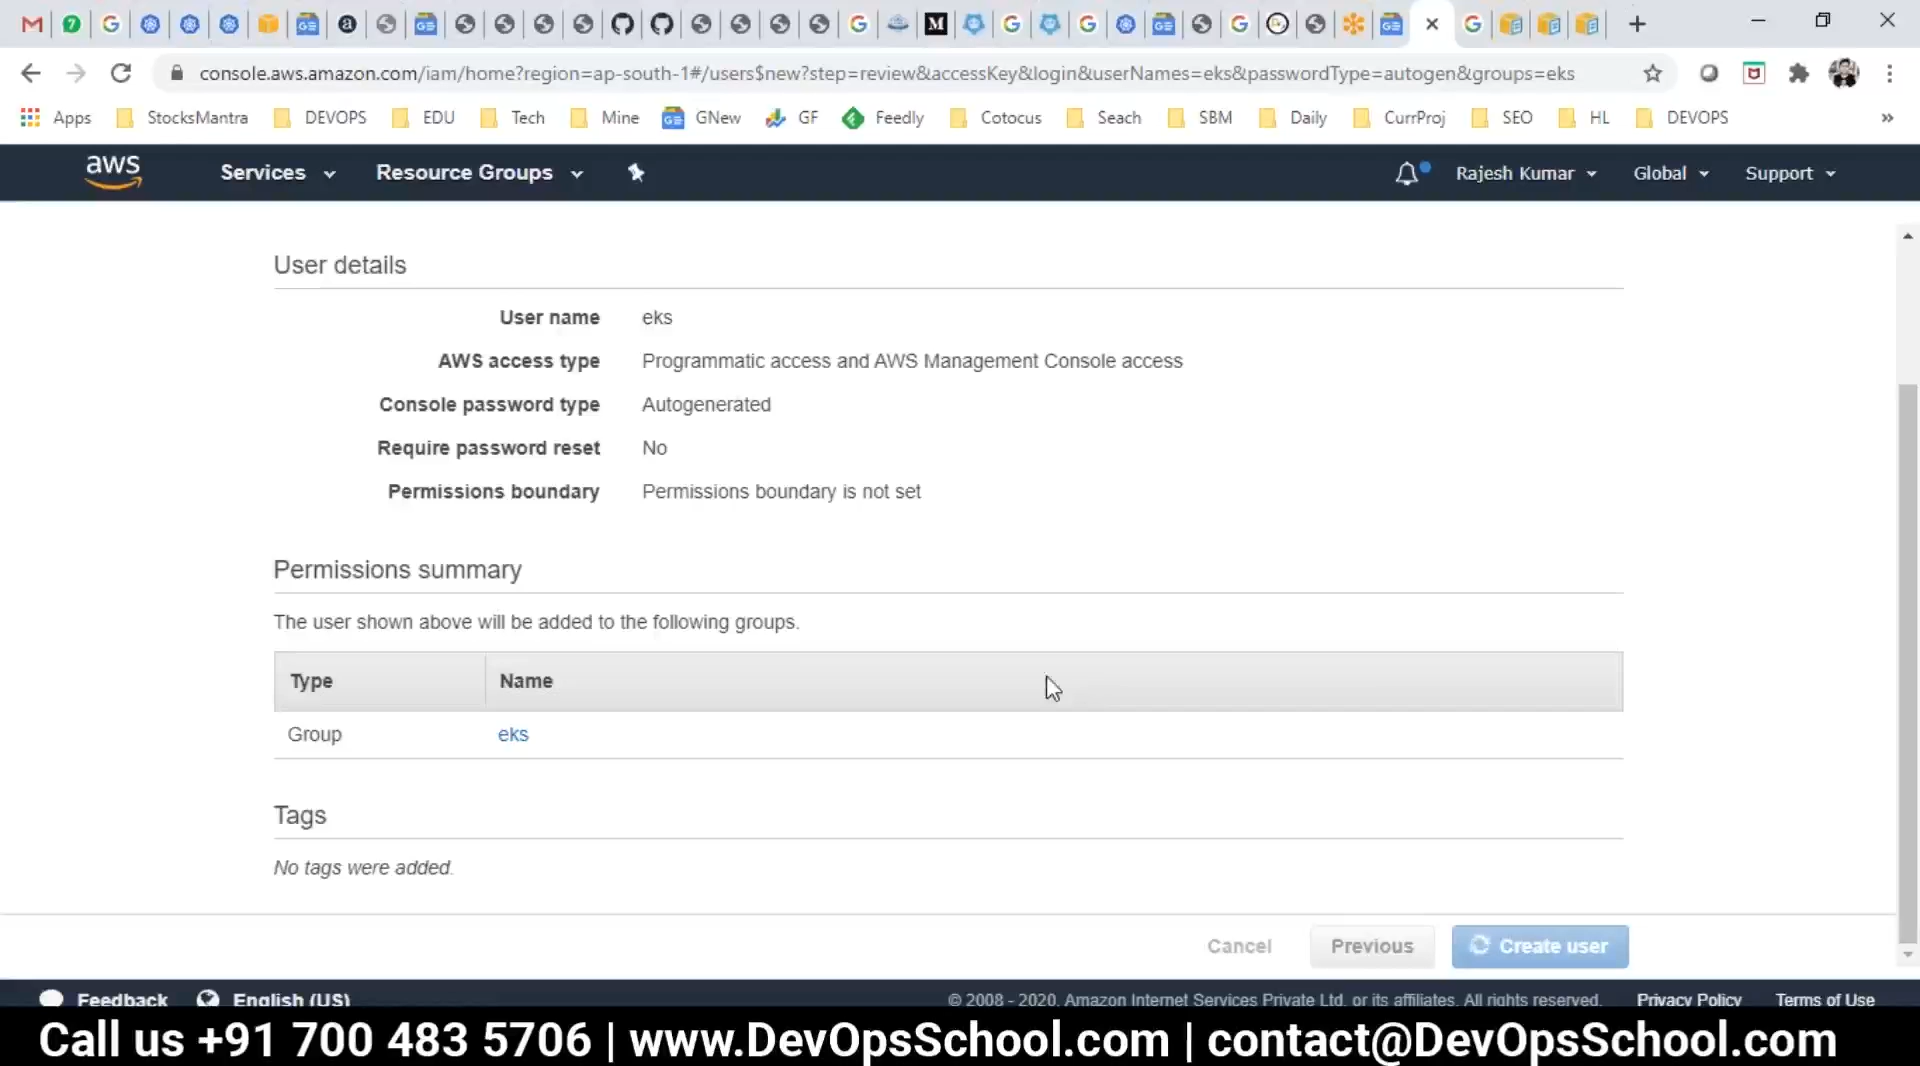 console.aws.amazon.com/iam/home?region=ap-south-1#/users$new?step=review&accessKey&login&userNames=eks&passwordType=autogen&groups=eks
Apps StocksMantra DEVOPS EDU Tech Mine GNew GF Feedly Cotocus Seach SBM Daily CurrProj SEO HL DEVOPS »
aws Services Resource Groups Rajesh Kumar Global Support
User details
User name eks
AWS access type Programmatic access and AWS Management Console access
Console password type Autogenerated
Require password reset No
Permissions boundary Permissions boundary is not set
Permissions summary
The user shown above will be added to the following groups.
Type Name
Group eks
Tags
No tags were added.
Cancel Previous Create user
Feedback English (US) © 2008 - 2020, Amazon Internet Services Private Ltd. or its affiliates. All rights reserved. Privacy Policy Terms of Use
Call us +91 700 483 5706 | www.DevOpsSchool.com | contact@DevOpsSchool.com